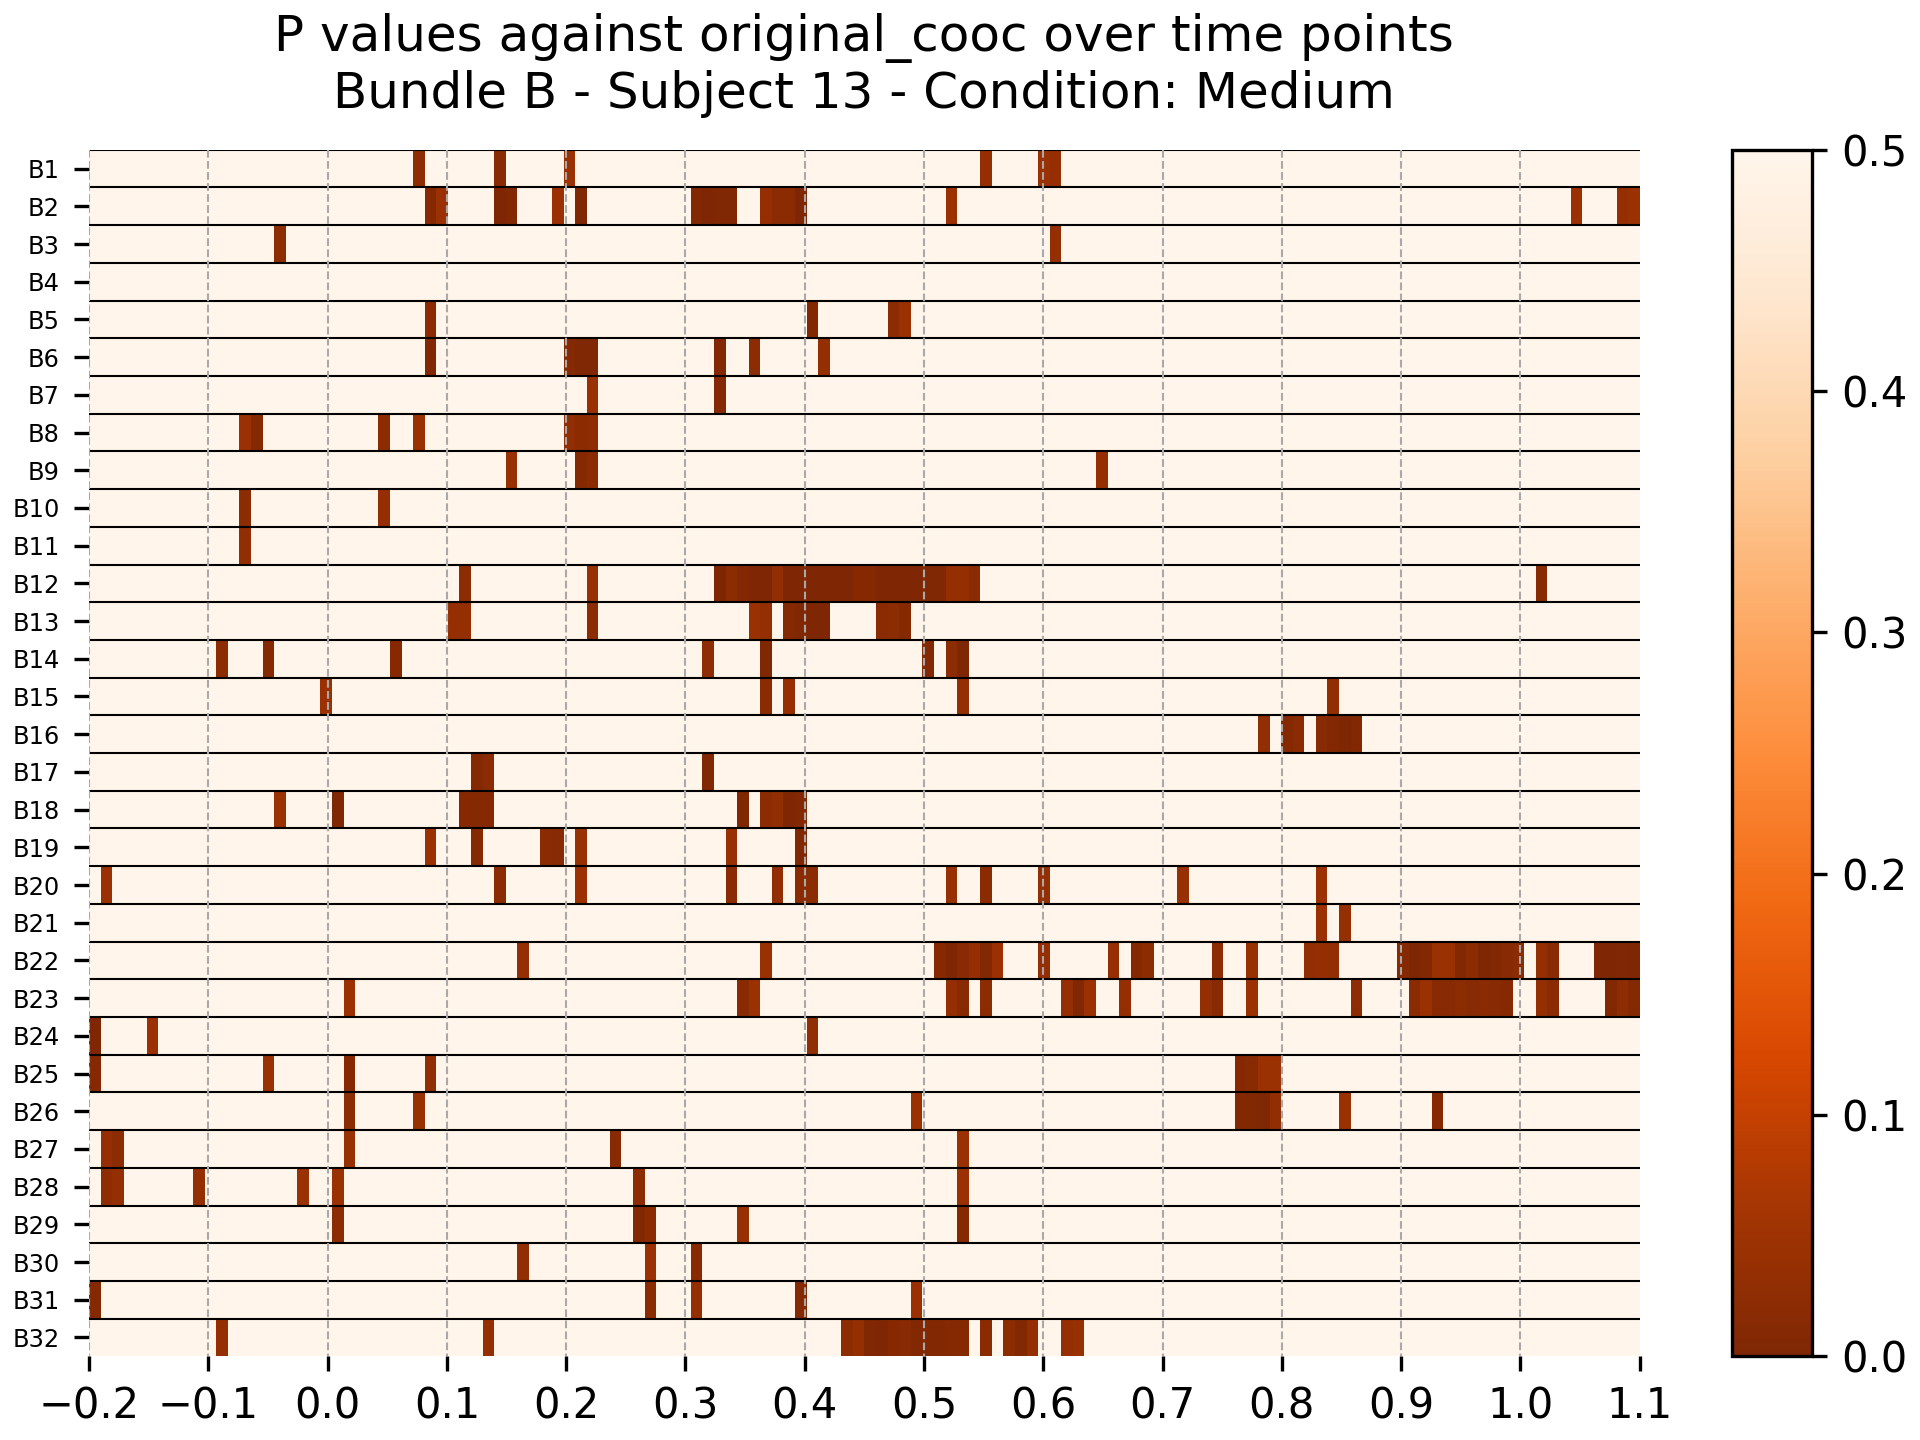 P values against original_cooc over time points
Bundle B - Subject 13 - Condition: Medium
B1
B2
B3
B4
B5
B6
B7
B8
B9
B10
B11
B12
B13
B14
B15
B16
B17
B18
B19
B20
B21
B22
B23
B24
B25
B26
B27
B28
B29
B30
B31
B32
−0.2 −0.1 0.0 0.1 0.2 0.3 0.4 0.5 0.6 0.7 0.8 0.9 1.0 1.1
0.5
0.4
0.3
0.2
0.1
0.0